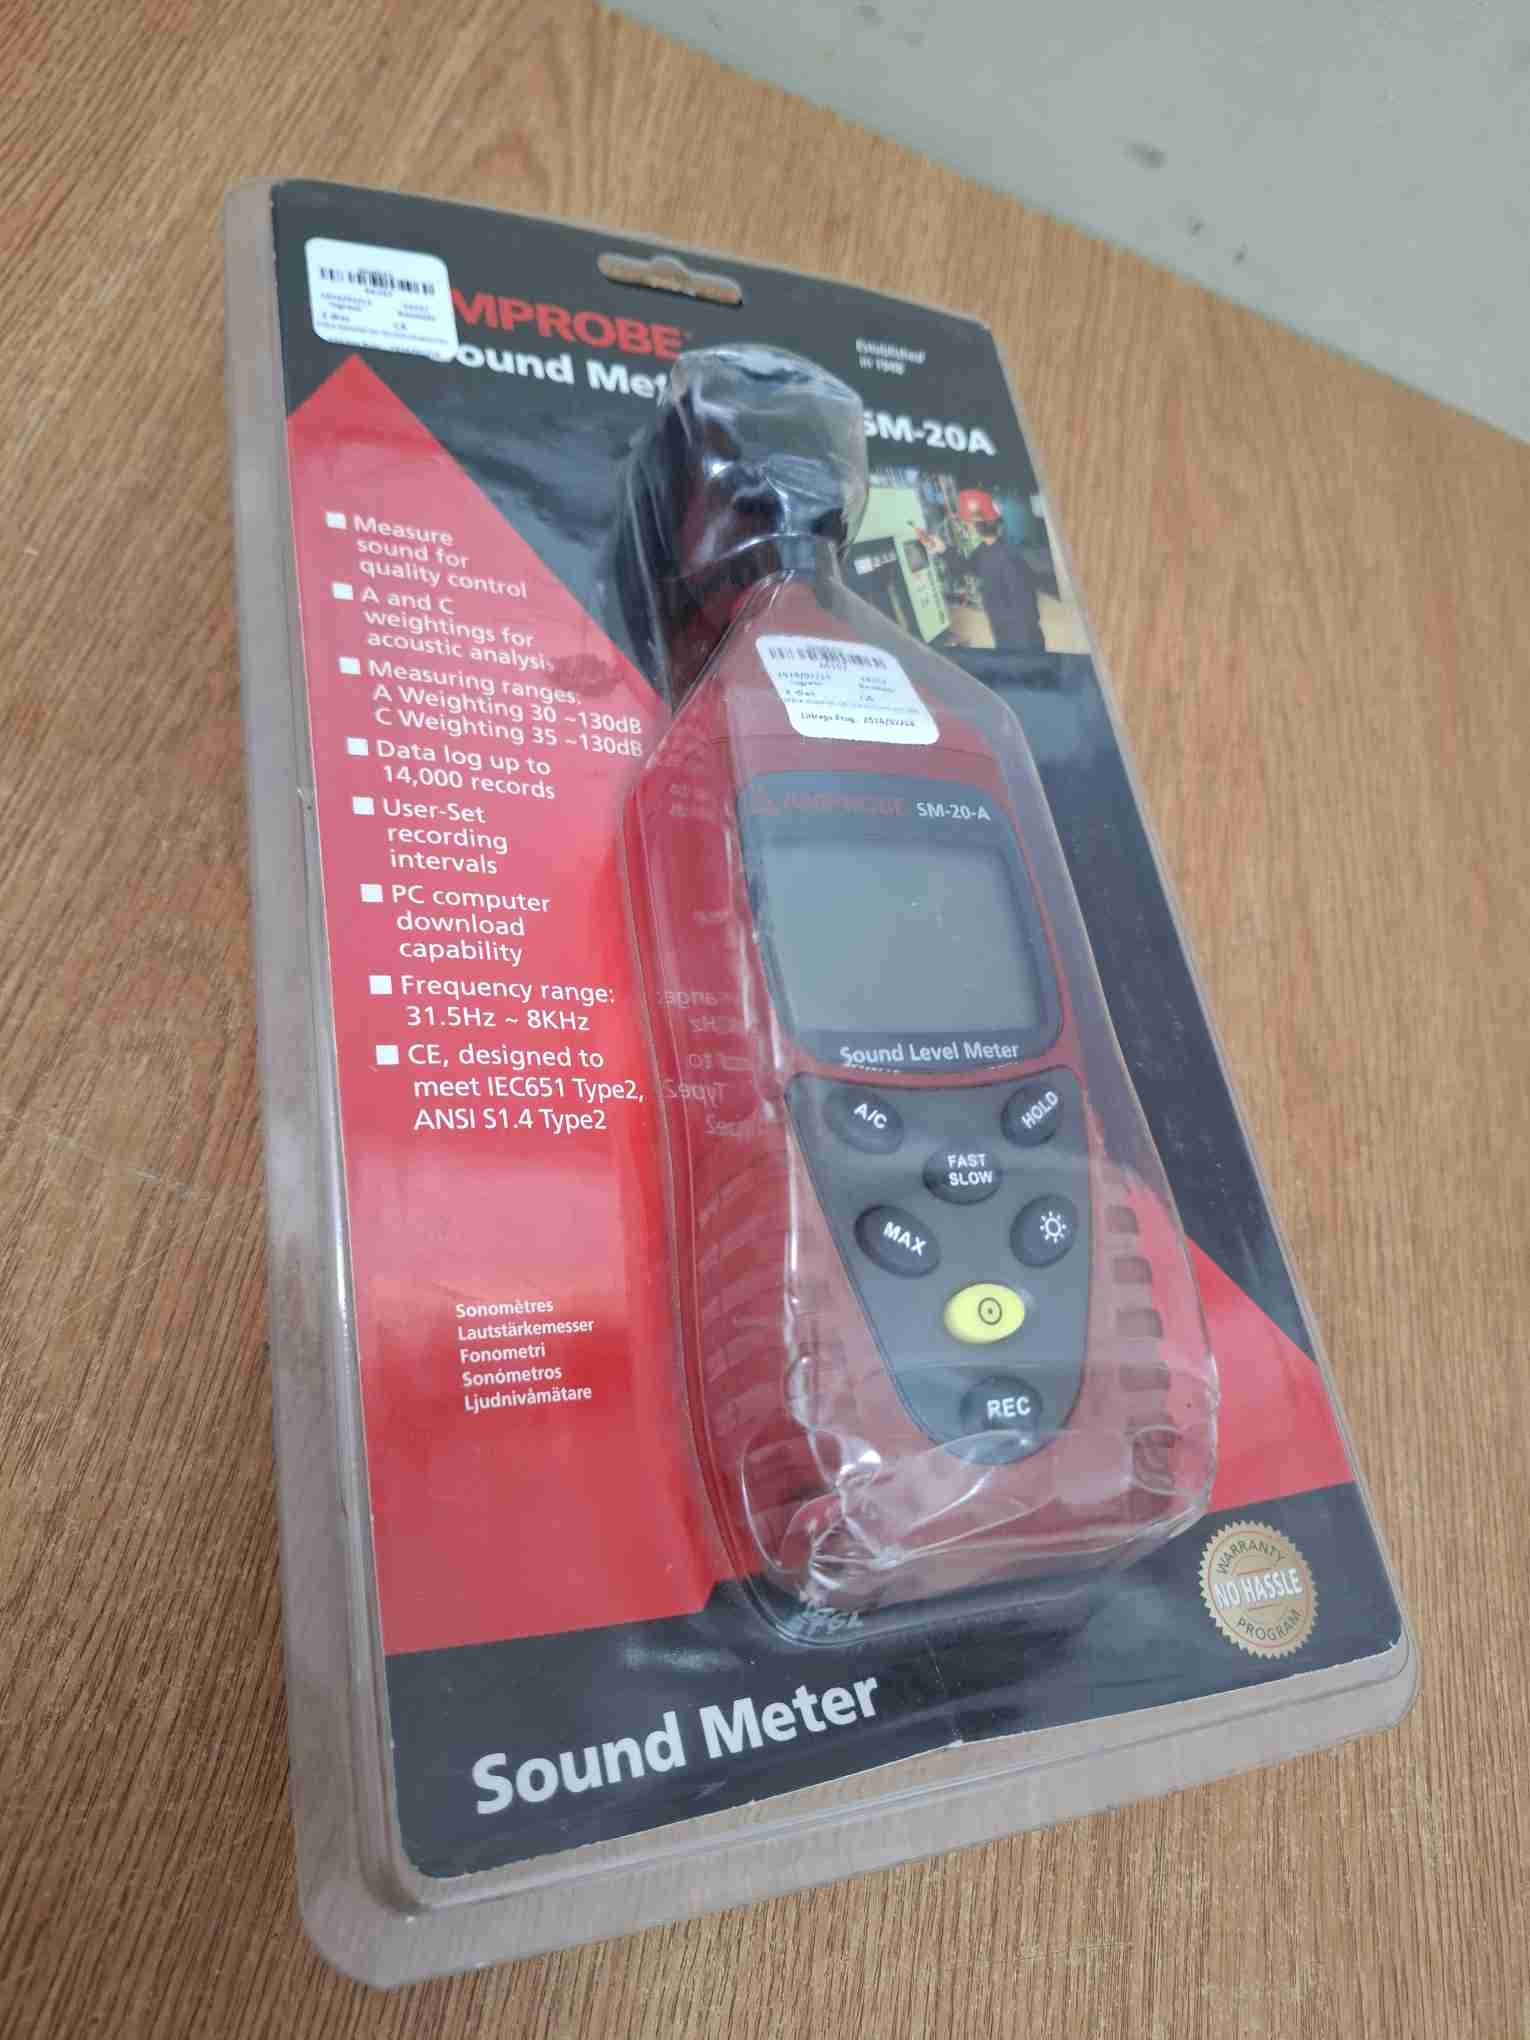 MPROBE
Sound Met
Established
in 1948
SM-20A
Measure
sound for
quality control
A and C
weightings for
acoustic analysis
Measuring ranges:
A Weighting 30 ~130dB
C Weighting 35 ~130dB
Data log up to
14,000 records
User-Set
recording
intervals
PC computer
download
capability
Frequency range:
31.5Hz ~ 8KHz
CE, designed to
meet IEC651 Type2,
ANSI S1.4 Type2
Sonomètres
Lautstärkemesser
Fonometri
Sonómetros
Ljudnivåmätare
AMPROBE SM-20-A
Sound Level Meter
A/C
HOLD
FAST
SLOW
MAX
REC
WARRANTY
NO HASSLE
PROGRAM
Sound Meter